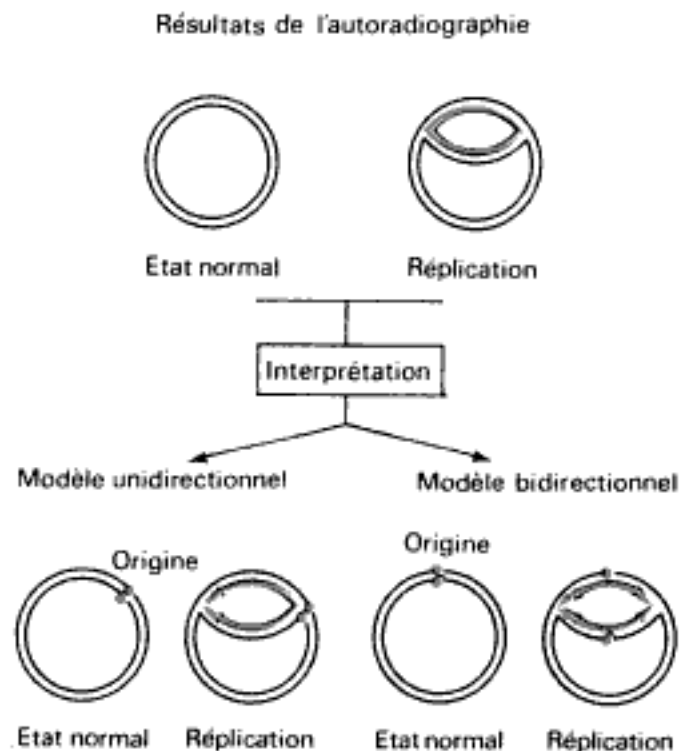 Résultats de l'autoradiographie
Etat normal
Réplication
Interprétation
Modèle unidirectionnel
Modèle bidirectionnel
Origine
Origine
Etat normal
Réplication
Etat normal
Réplication